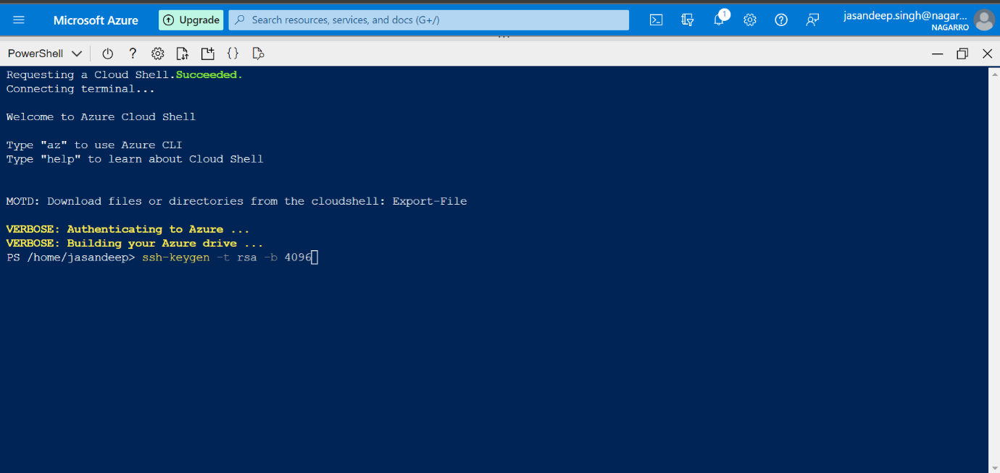 Microsoft Azure
Upgrade
Search resources, services, and docs (G+/)
1
jasandeep.singh@nagar...
NAGARRO
PowerShell
Requesting a Cloud Shell.Succeeded.
Connecting terminal...
Welcome to Azure Cloud Shell
Type "az" to use Azure CLI
Type "help" to learn about Cloud Shell
MOTD: Download files or directories from the cloudshell: Export-File
VERBOSE: Authenticating to Azure ...
VERBOSE: Building your Azure drive ...
PS /home/jasandeep> ssh-keygen -t rsa -b 4096